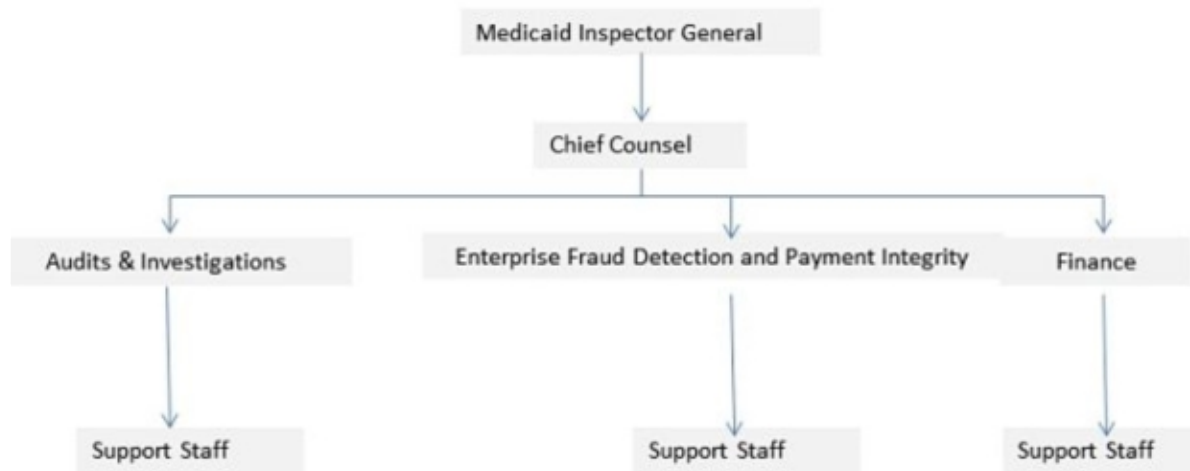 Medicaid Inspector General
Chief Counsel
Audits & Investigations
Enterprise Fraud Detection and Payment Integrity
Finance
Support Staff
Support Staff
Support Staff